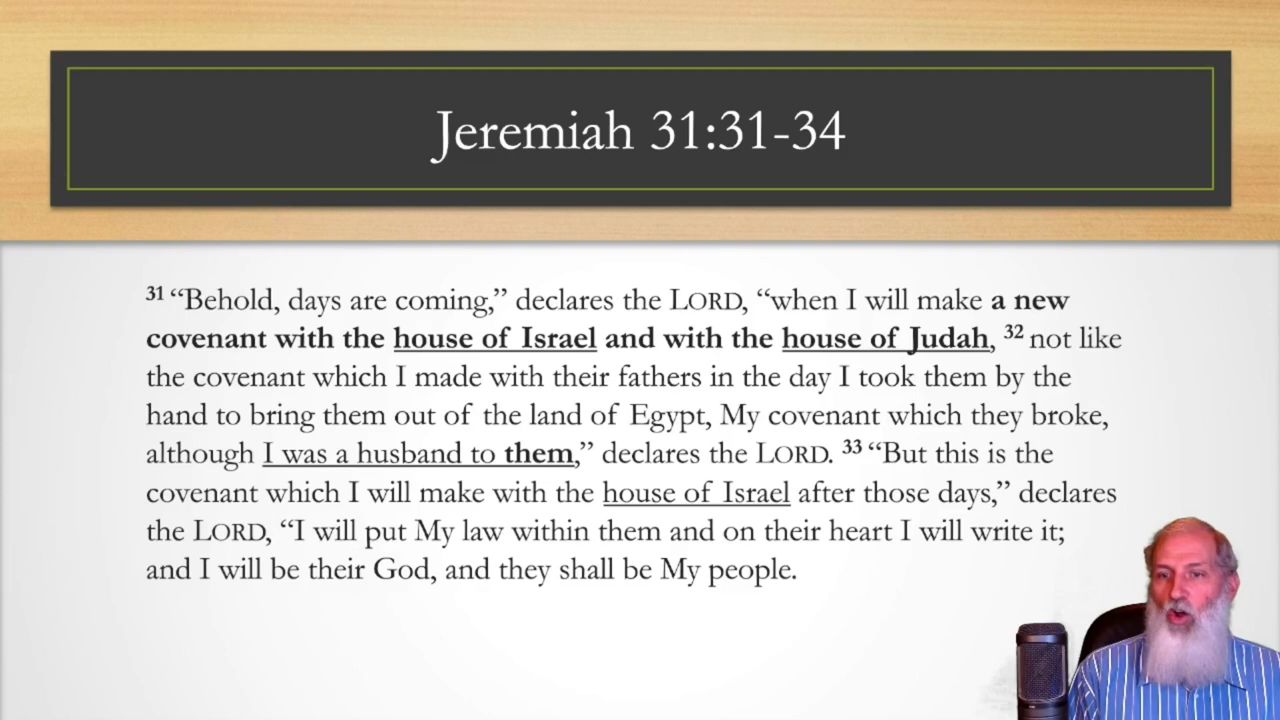 Jeremiah 31:31-34
31 “Behold, days are coming,” declares the LORD, “when I will make a new
covenant with the house of Israel and with the house of Judah, 32 not like
the covenant which I made with their fathers in the day I took them by the
hand to bring them out of the land of Egypt, My covenant which they broke,
although I was a husband to them,” declares the LORD. 33 “But this is the
covenant which I will make with the house of Israel after those days,” declares
the LORD, “I will put My law within them and on their heart I will write it;
and I will be their God, and they shall be My people.